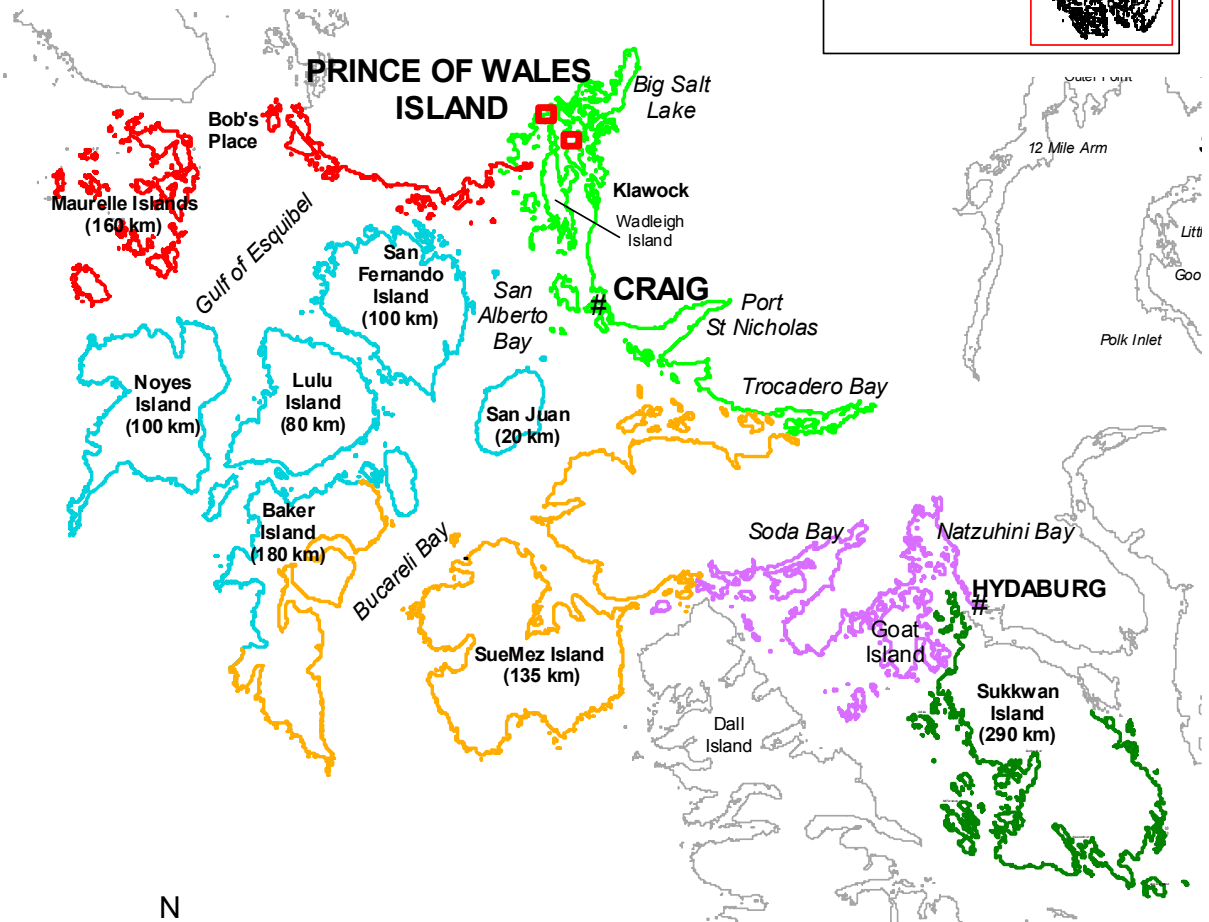 PRINCE OF WALES
ISLAND
Big Salt
Lake
Bob's
Place
12 Mile Arm
Klawock
Maurelle Islands
(160 km)
Wadleigh
Island
Gulf of Esquibel
San
Fernando
Island
(100 km)
San
Alberto
Bay
# CRAIG
Port
St Nicholas
Polk Inlet
Noyes
Island
(100 km)
Lulu
Island
(80 km)
San Juan
(20 km)
Trocadero Bay
Baker
Island
(180 km)
Bucareli Bay
Soda Bay
Natzuhini Bay
# HYDABURG
Goat
Island
SueMez Island
(135 km)
Sukkwan
Island
(290 km)
Dall
Island
N